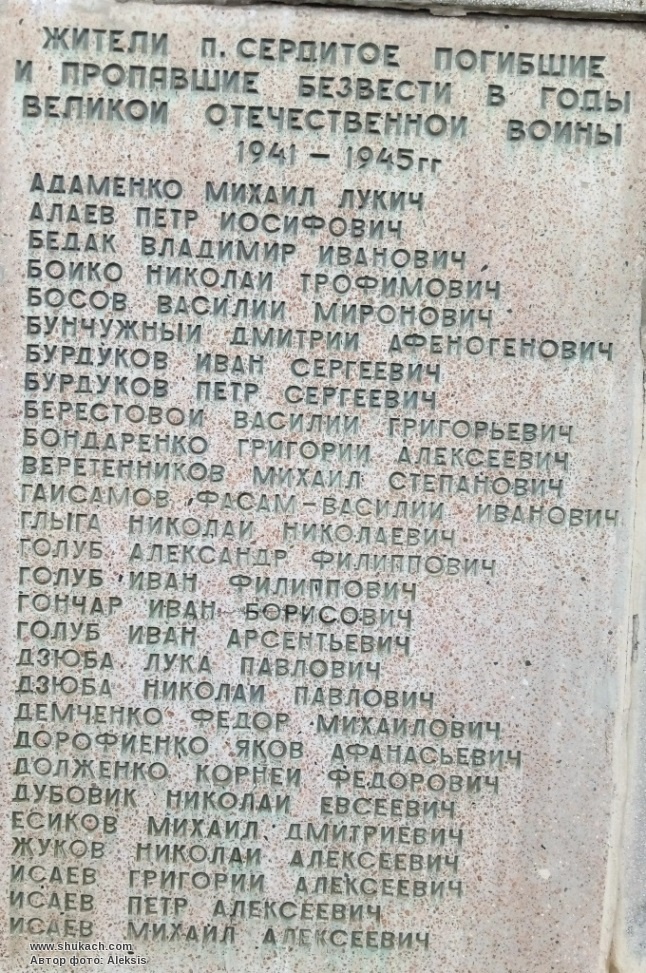 ЖИТЕЛИ П. СЕРДИТОЕ ПОГИБШИЕ
И ПРОПАВШИЕ БЕЗВЕСТИ В ГОДЫ
ВЕЛИКОИ ОТЕЧЕСТВЕННОИ ВОИНЫ
1941 – 1945гг
АДАМЕНКО МИХАИЛ ЛУКИЧ
АЛАЕВ ПЕТР ИОСИФОВИЧ
БЕДАК ВЛАДИМИР ИВАНОВИЧ
БОИКО НИКОЛАИ ТРОФИМОВИЧ
БОСОВ ВАСИЛИИ МИРОНОВИЧ
БУНЧУЖНЫИ ДМИТРИИ АФЕНОГЕНОВИЧ
БУРДУКОВ ИВАН СЕРГЕЕВИЧ
БУРДУКОВ ПЕТР СЕРГЕЕВИЧ
БЕРЕСТОВОИ ВАСИЛИИ ГРИГОРЬЕВИЧ
БОНДАРЕНКО ГРИГОРИИ АЛЕКСЕЕВИЧ
ВЕРЕТЕННИКОВ МИХАИЛ СТЕПАНОВИЧ
ГАИСАМОВ ФАСАМ-ВАСИЛИИ ИВАНОВИЧ
ГЛЫГА НИКОЛАИ НИКОЛАЕВИЧ
ГОЛУБ АЛЕКСАНДР ФИЛИППОВИЧ
ГОЛУБ ИВАН ФИЛИППОВИЧ
ГОНЧАР ИВАН БОРИСОВИЧ
ГОЛУБ ИВАН АРСЕНТЬЕВИЧ
ДЗЮБА ЛУКА ПАВЛОВИЧ
ДЗЮБА НИКОЛАИ ПАВЛОВИЧ
ДЕМЧЕНКО ФЕДОР МИХАИЛОВИЧ
ДОРОФИЕНКО ЯКОВ АФАНАСЬЕВИЧ
ДОЛЖЕНКО КОРНЕИ ФЕДОРОВИЧ
ДУБОВИК НИКОЛАИ ЕВСЕЕВИЧ
ЕСИКОВ МИХАИЛ ДМИТРИЕВИЧ
ЖУКОВ НИКОЛАИ АЛЕКСЕЕВИЧ
ИСАЕВ ГРИГОРИИ АЛЕКСЕЕВИЧ
ИСАЕВ ПЕТР АЛЕКСЕЕВИЧ
ИСАЕВ МИХАИЛ АЛЕКСЕЕВИЧ
www.shukach.com
Автор фото: Aleksis